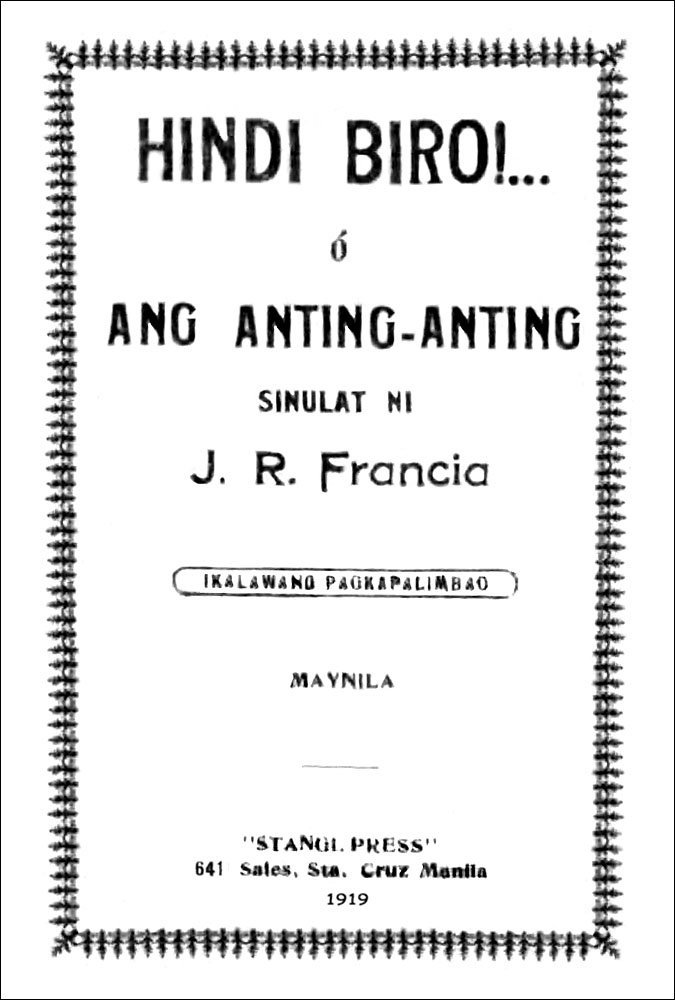 HINDI BIRO!...
ó
ANG ANTING-ANTING
SINULAT NI
J. R. Francia
IKALAWANG PAGKAPALIMBAG
MAYNILA
"STANGL PRESS"
641 Sales, Sta. Cruz Manila
1919